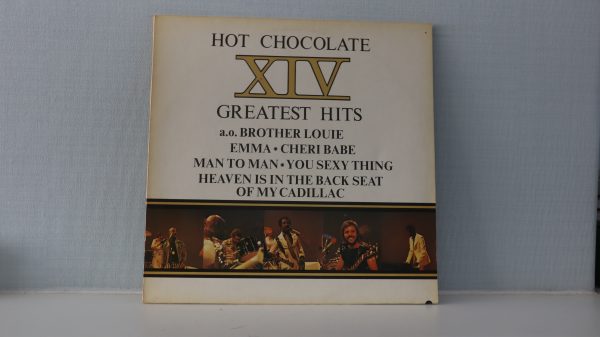 HOT CHOCOLATE
XIV
GREATEST HITS
a.o. BROTHER LOUIE
EMMA • CHERI BABE
MAN TO MAN • YOU SEXY THING
HEAVEN IS IN THE BACK SEAT
OF MY CADILLAC